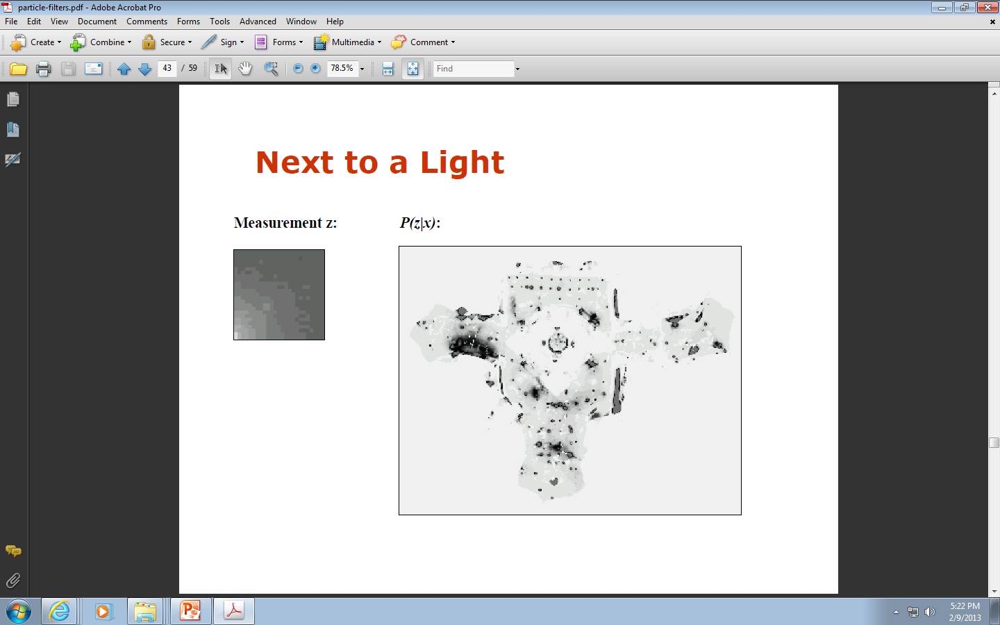 particle-filters.pdf - Adobe Acrobat Pro
File Edit View Document Comments Forms Tools Advanced Window Help
Create Combine Secure Sign Forms Multimedia Comment
43 / 59 78.5% Find
Next to a Light
Measurement z: P(z|x):
5:22 PM
2/9/2013